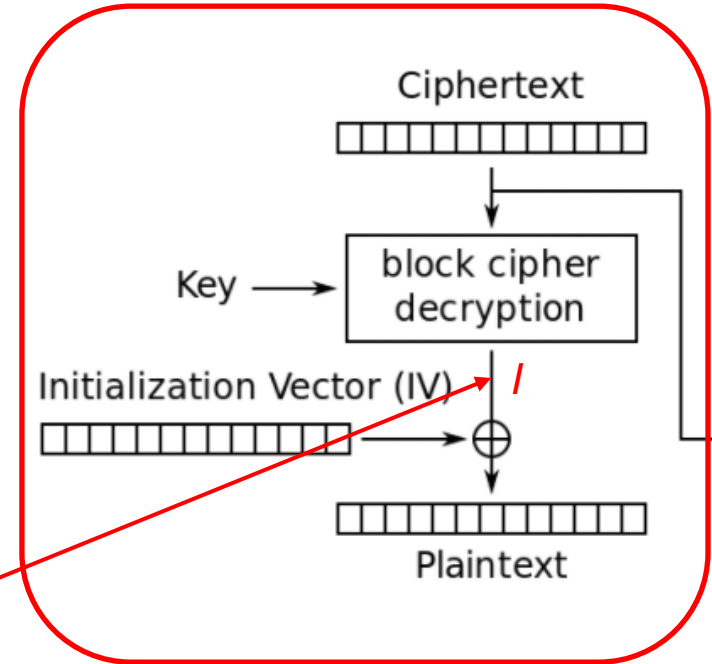 Ciphertext
Key
block cipher
decryption
Initialization Vector (IV)
I
Plaintext